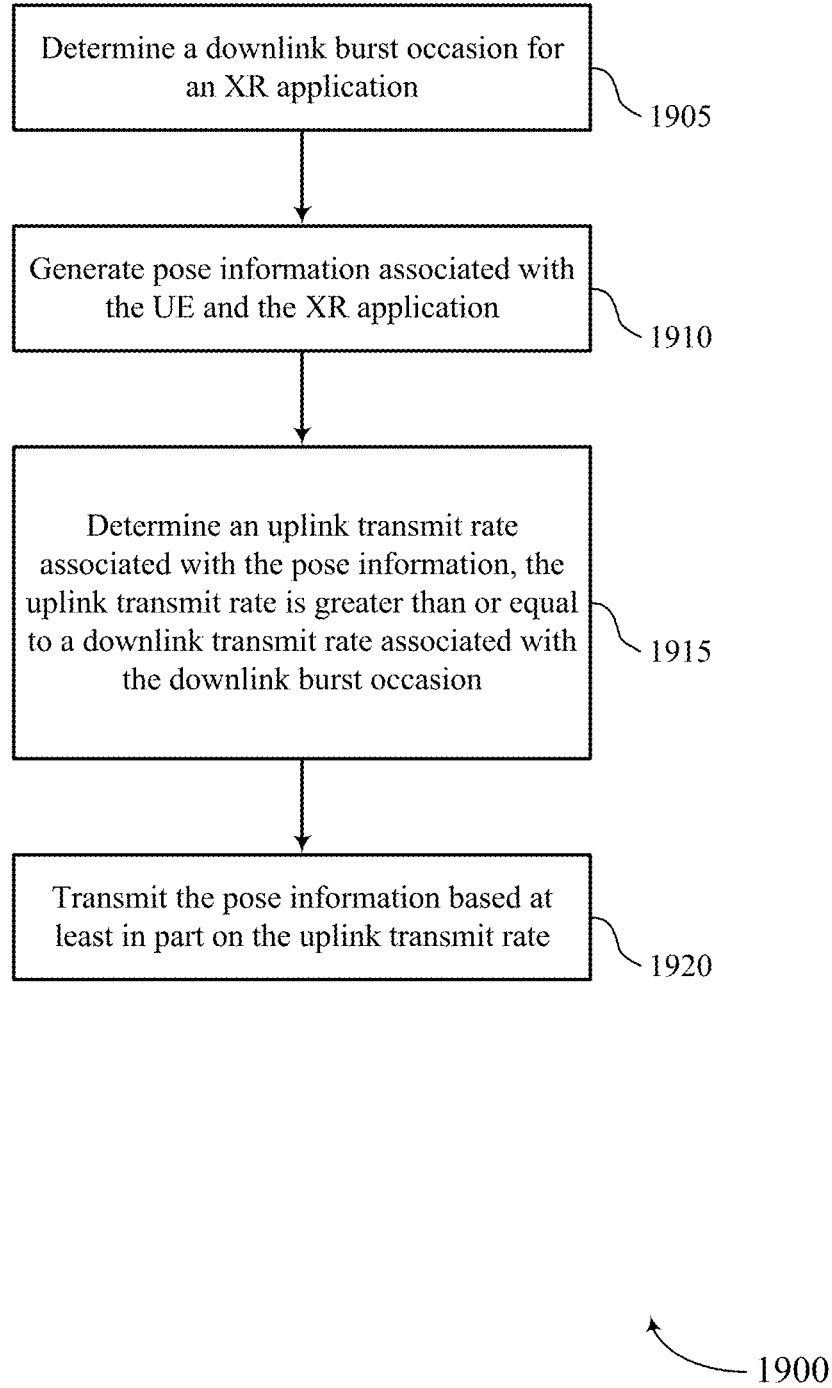 Determine a downlink burst occasion for
an XR application
1905
Generate pose information associated with
the UE and the XR application
1910
Determine an uplink transmit rate
associated with the pose information, the
uplink transmit rate is greater than or equal
to a downlink transmit rate associated with
the downlink burst occasion
1915
Transmit the pose information based at
least in part on the uplink transmit rate
1920
1900